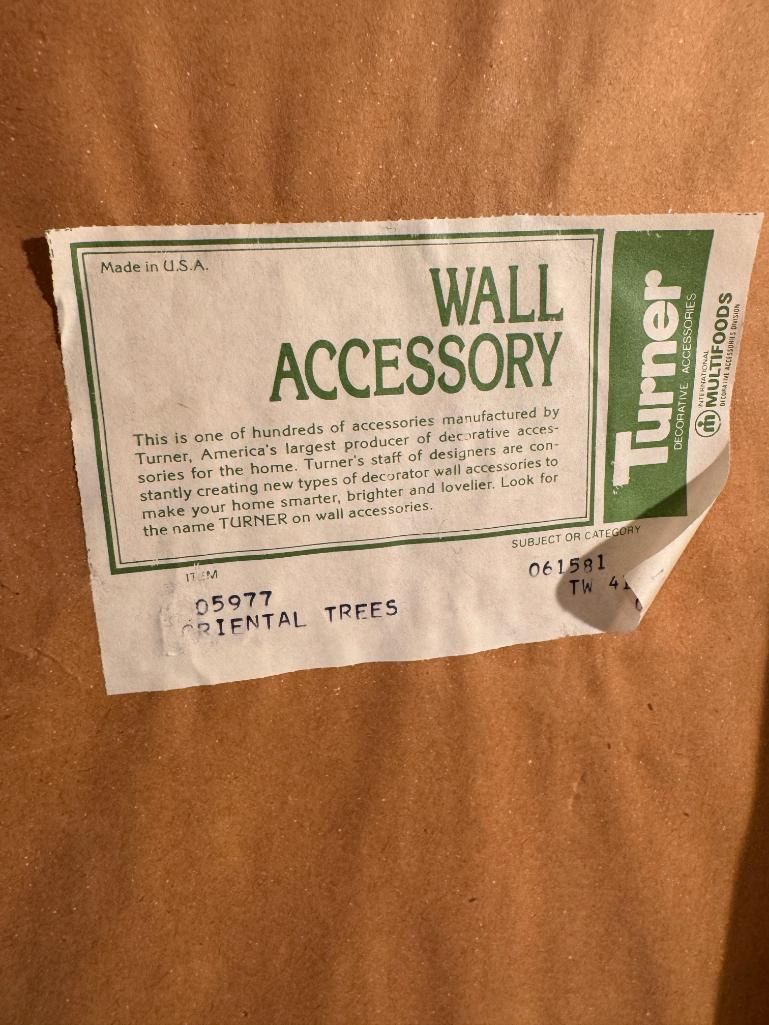 Made in U.S.A.
WALL
ACCESSORY
This is one of hundreds of accessories manufactured by
Turner, America's largest producer of decorative acces-
sories for the home. Turner's staff of designers are con-
stantly creating new types of decorator wall accessories to
make your home smarter, brighter and lovelier. Look for
the name TURNER on wall accessories.
Turner
DECORATIVE ACCESSORIES
INTERNATIONAL
MULTIFOODS
DECORATIVE ACCESSORIES DIVISION
SUBJECT OR CATEGORY
ITEM
061581
TW
05977
ORIENTAL TREES